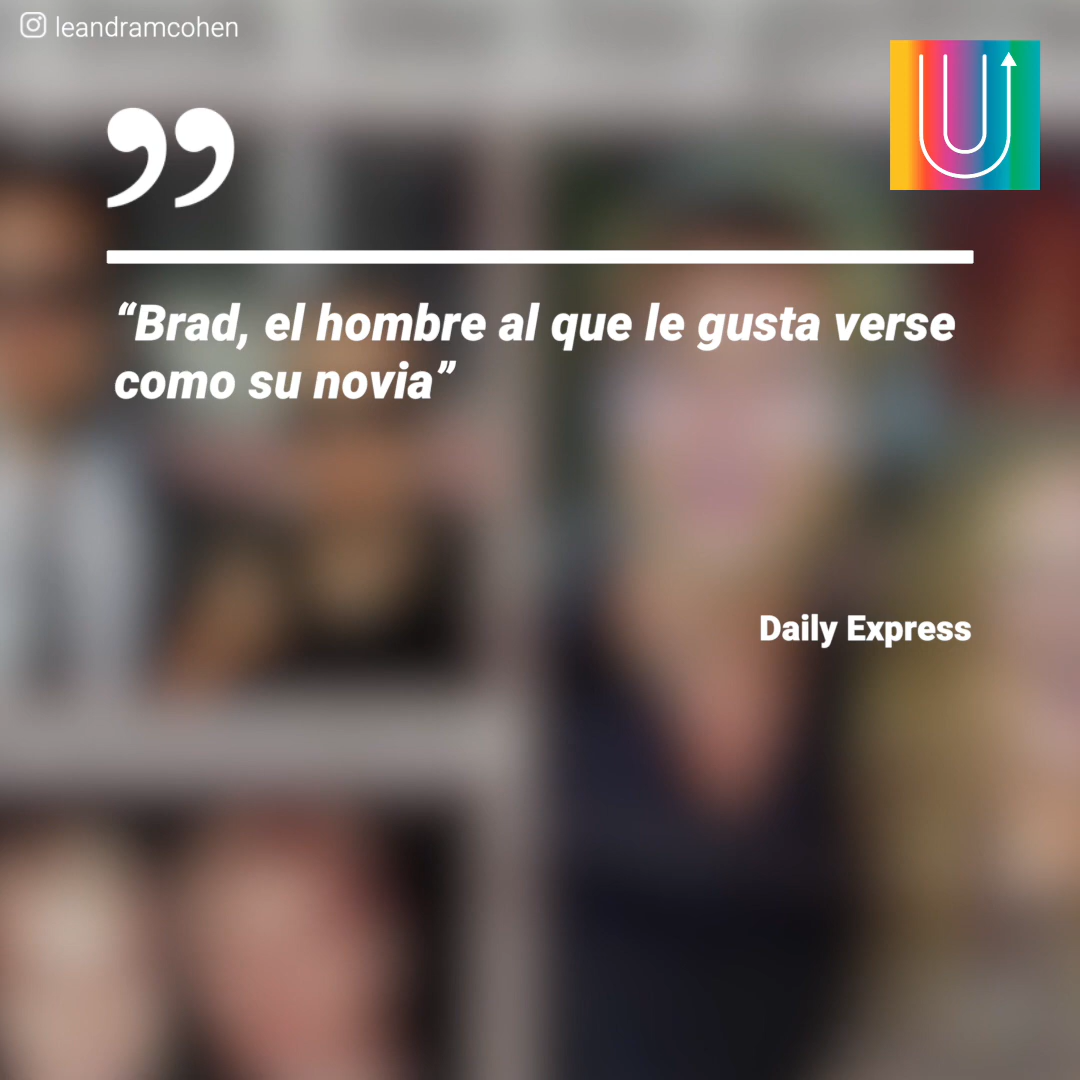 leandramcohen
”
“Brad, el hombre al que le gusta verse
como su novia”
Daily Express